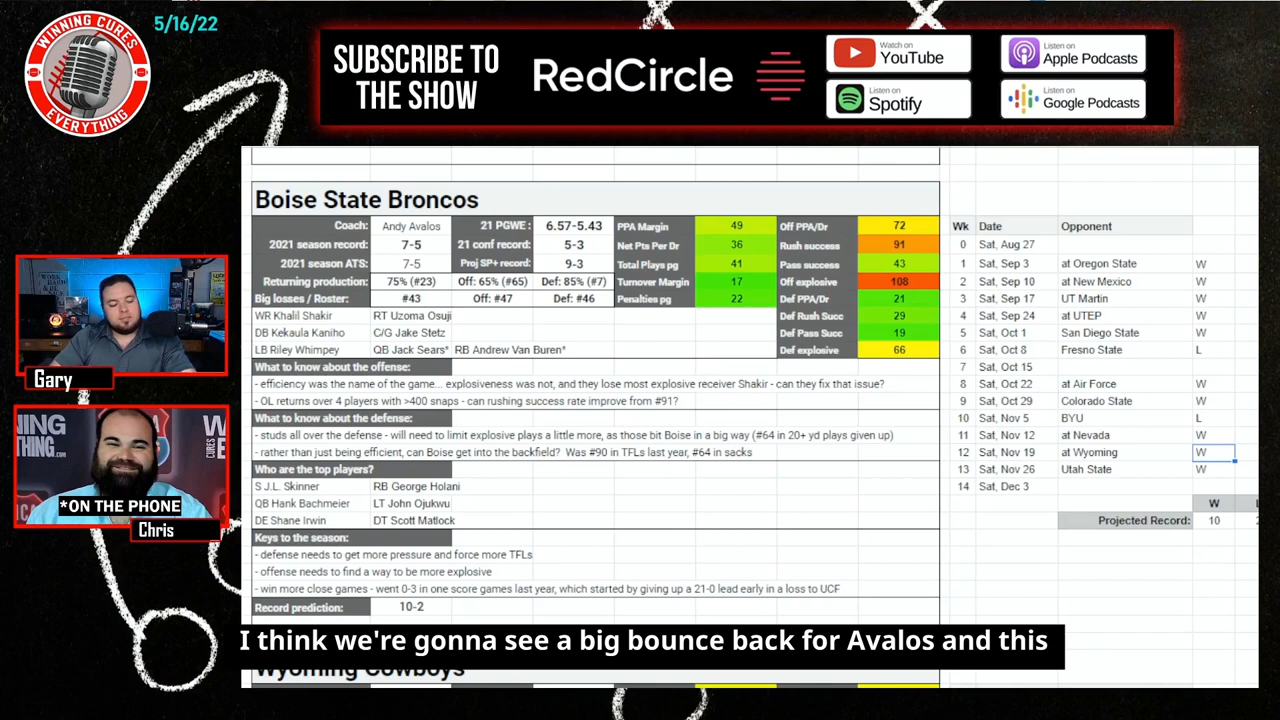 WINNING CURES
EVERYTHING
5/16/22
SUBSCRIBE TO
THE SHOW
RedCircle
Watch on
YouTube
Listen on
Apple Podcasts
Listen on
Spotify
Listen on
Google Podcasts
Gary
*ON THE PHONE
Chris
Boise State Broncos
Coach: Andy Avalos 21 PGWE : 6.57-5.43 PPA Margin 49 Off PPA/Dr 72
2021 season record: 7-5 21 conf record: 5-3 Net Pts Per Dr 36 Rush success 91
2021 season ATS: 7-5 Proj SP+ record: 9-3 Total Plays pg 41 Pass success 43
Returning production: 75% (#23) Off: 65% (#65) Def: 85% (#7) Turnover Margin 17 Off explosive 108
Big losses / Roster: #43 Off: #47 Def: #46 Penalties pg 22 Def PPA/Dr 21
WR Khalil Shakir RT Uzoma Osuji Def Rush Succ 29
DB Kekaula Kaniho C/G Jake Stetz Def Pass Succ 19
LB Riley Whimpey QB Jack Sears* RB Andrew Van Buren* Def explosive 66
What to know about the offense:
- efficiency was the name of the game... explosiveness was not, and they lose most explosive receiver Shakir - can they fix that issue?
- OL returns over 4 players with >400 snaps - can rushing success rate improve from #91?
What to know about the defense:
- studs all over the defense - will need to limit explosive plays a little more, as those bit Boise in a big way (#64 in 20+ yd plays given up)
- rather than just being efficient, can Boise get into the backfield? Was #90 in TFLs last year, #64 in sacks
Who are the top players?
S J.L. Skinner RB George Holani
QB Hank Bachmeier LT John Ojukwu
DE Shane Irwin DT Scott Matlock
Keys to the season:
- defense needs to get more pressure and force more TFLs
- offense needs to find a way to be more explosive
- win more close games - went 0-3 in one score games last year, which started by giving up a 21-0 lead early in a loss to UCF
Record prediction: 10-2
Wk Date Opponent
0 Sat, Aug 27
1 Sat, Sep 3 at Oregon State W
2 Sat, Sep 10 at New Mexico W
3 Sat, Sep 17 UT Martin W
4 Sat, Sep 24 at UTEP W
5 Sat, Oct 1 San Diego State W
6 Sat, Oct 8 Fresno State L
7 Sat, Oct 15
8 Sat, Oct 22 at Air Force W
9 Sat, Oct 29 Colorado State W
10 Sat, Nov 5 BYU L
11 Sat, Nov 12 at Nevada W
12 Sat, Nov 19 at Wyoming W
13 Sat, Nov 26 Utah State W
14 Sat, Dec 3
W
Projected Record: 10
I think we're gonna see a big bounce back for Avalos and this
Wyoming Cowboys